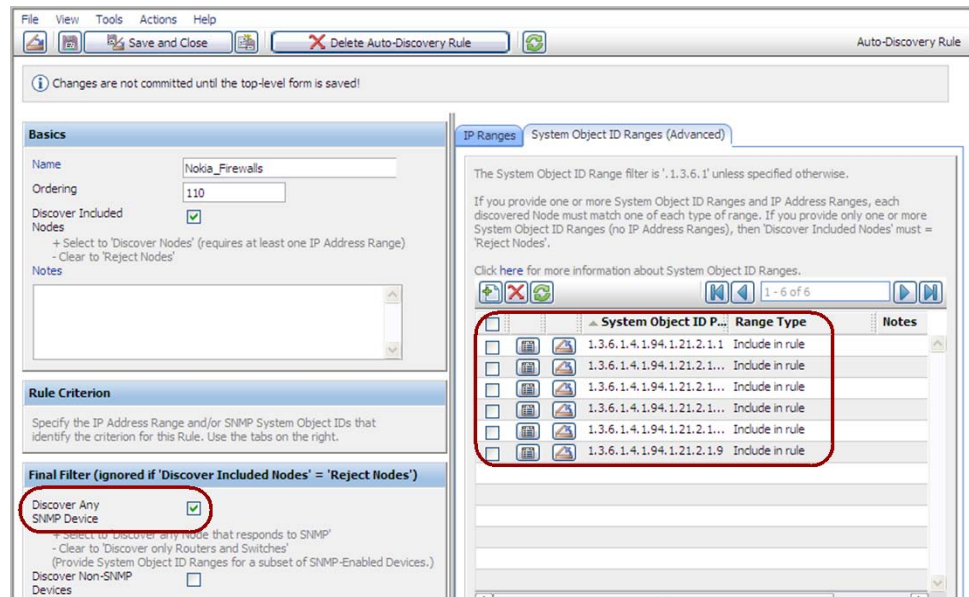 File View Tools Actions Help
Save and Close Delete Auto-Discovery Rule Auto-Discovery Rule
Changes are not committed until the top-level form is saved!
Basics
Name Nokia_Firewalls
Ordering 110
Discover Included
Nodes
+ Select to 'Discover Nodes' (requires at least one IP Address Range)
- Clear to 'Reject Nodes'
Notes
Rule Criterion
Specify the IP Address Range and/or SNMP System Object IDs that
identify the criterion for this Rule. Use the tabs on the right.
Final Filter (ignored if 'Discover Included Nodes' = 'Reject Nodes')
Discover Any
SNMP Device
+ Select to 'Discover any Node that responds to SNMP'
- Clear to 'Discover only Routers and Switches'
(Provide System Object ID Ranges for a subset of SNMP-Enabled Devices.)
Discover Non-SNMP
Devices
IP Ranges System Object ID Ranges (Advanced)
The System Object ID Range filter is '.1.3.6.1' unless specified otherwise.
If you provide one or more System Object ID Ranges and IP Address Ranges, each
discovered Node must match one of each type of range. If you provide only one or more
System Object ID Ranges (no IP Address Ranges), then 'Discover Included Nodes' must =
'Reject Nodes'.
Click here for more information about System Object ID Ranges.
1 - 6 of 6
System Object ID P... Range Type Notes
1.3.6.1.4.1.94.1.21.2.1.1 Include in rule
1.3.6.1.4.1.94.1.21.2.1... Include in rule
1.3.6.1.4.1.94.1.21.2.1... Include in rule
1.3.6.1.4.1.94.1.21.2.1... Include in rule
1.3.6.1.4.1.94.1.21.2.1... Include in rule
1.3.6.1.4.1.94.1.21.2.1.9 Include in rule